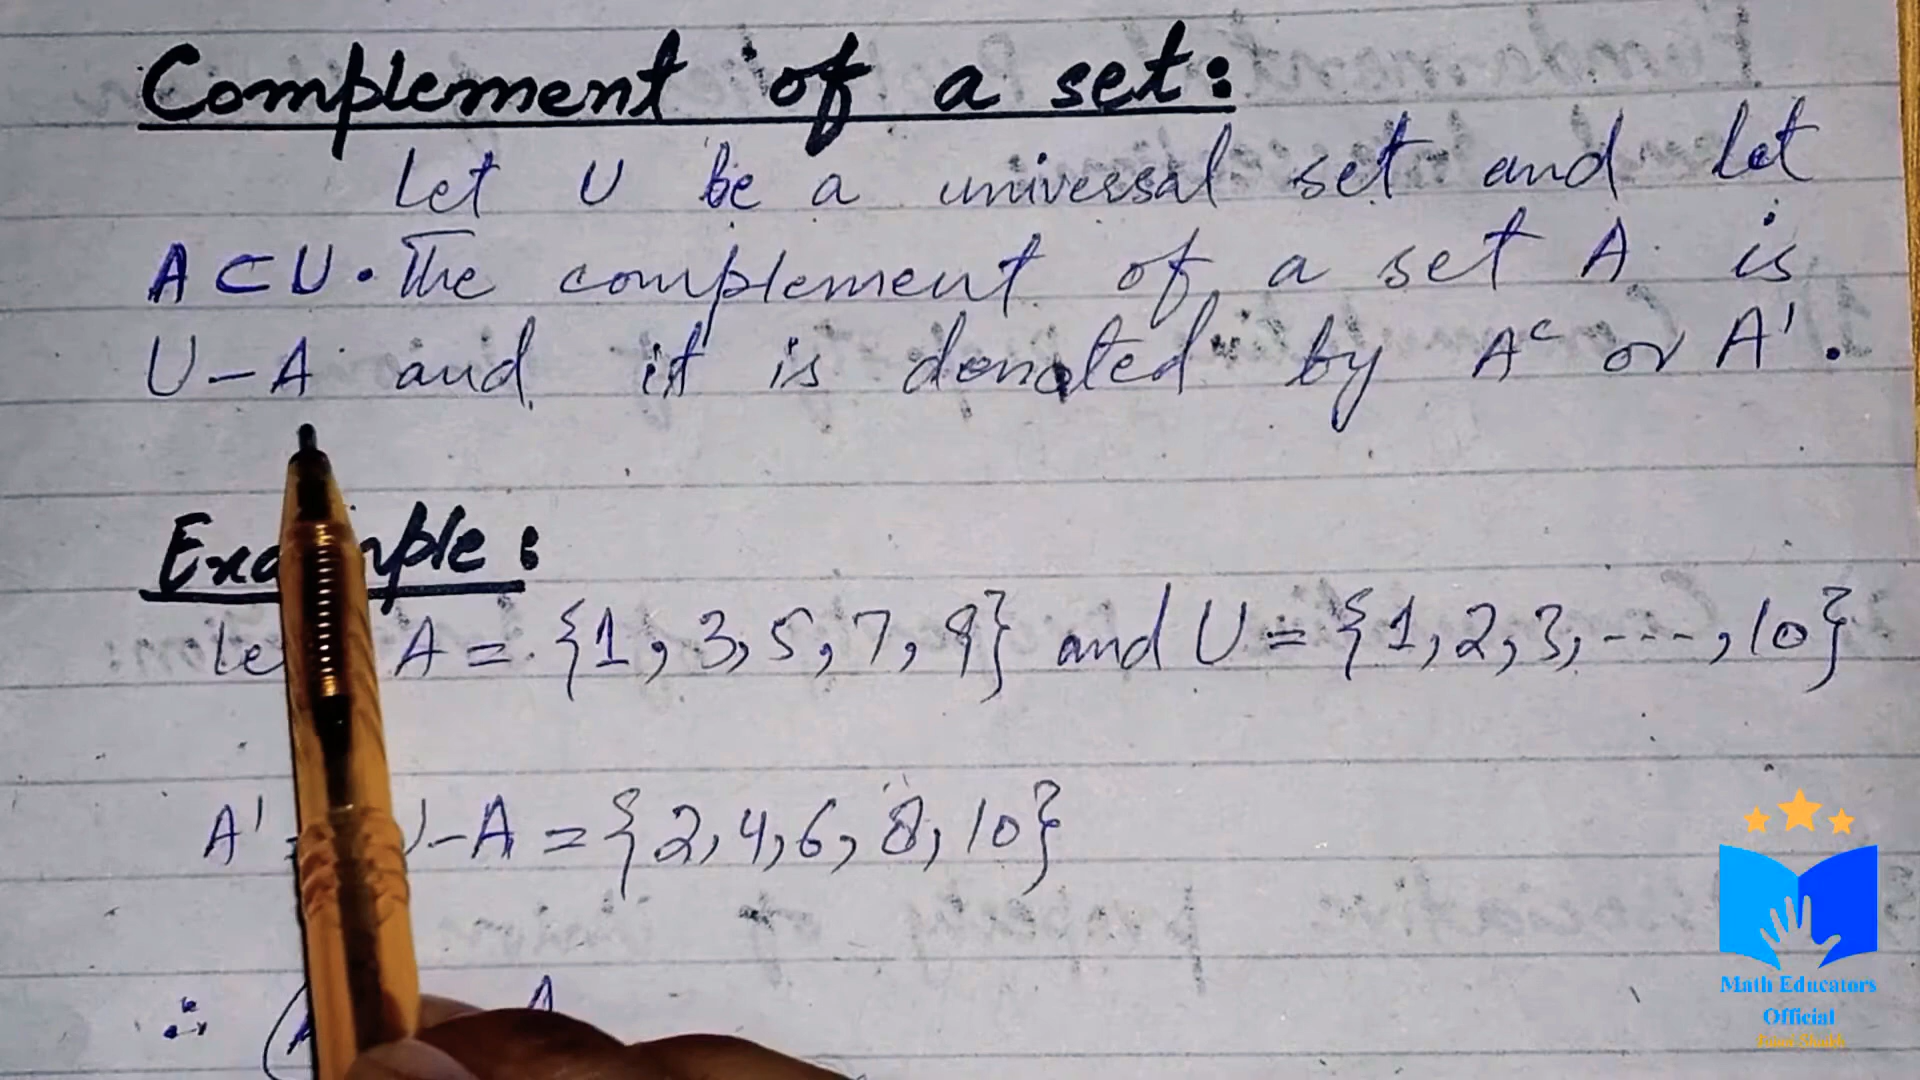 Complement of a set:
Let U be a universal set and let
A ⊂ U. The complement of a set A is
U-A and it is denoted by Aᶜ or A'.
Example:
A = {1, 3, 5, 7, 9} and U = {1, 2, 3, ----, 10}
A' U-A = {2, 4, 6, 8, 10}
∴ ( A
Math Educators
Official